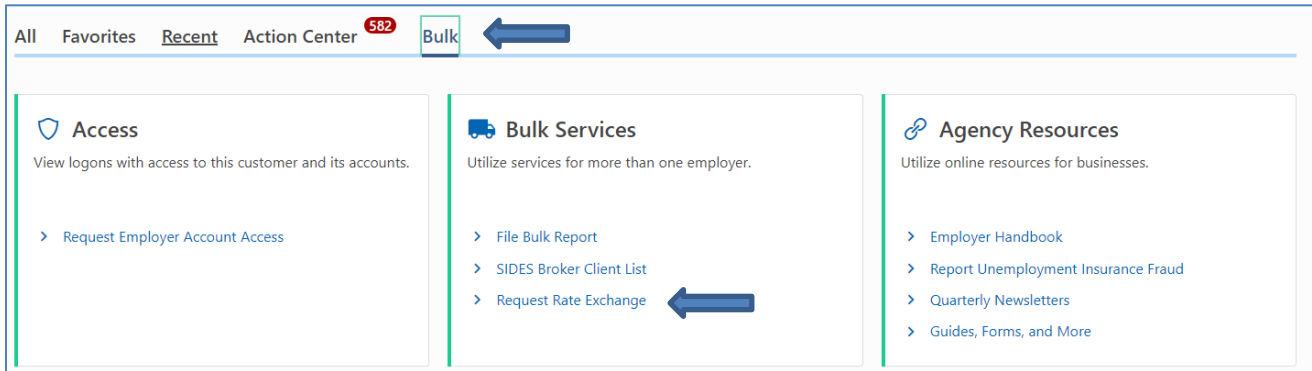 All Favorites Recent Action Center 582 Bulk
Access
View logons with access to this customer and its accounts.
> Request Employer Account Access
Bulk Services
Utilize services for more than one employer.
> File Bulk Report
> SIDES Broker Client List
> Request Rate Exchange
Agency Resources
Utilize online resources for businesses.
> Employer Handbook
> Report Unemployment Insurance Fraud
> Quarterly Newsletters
> Guides, Forms, and More